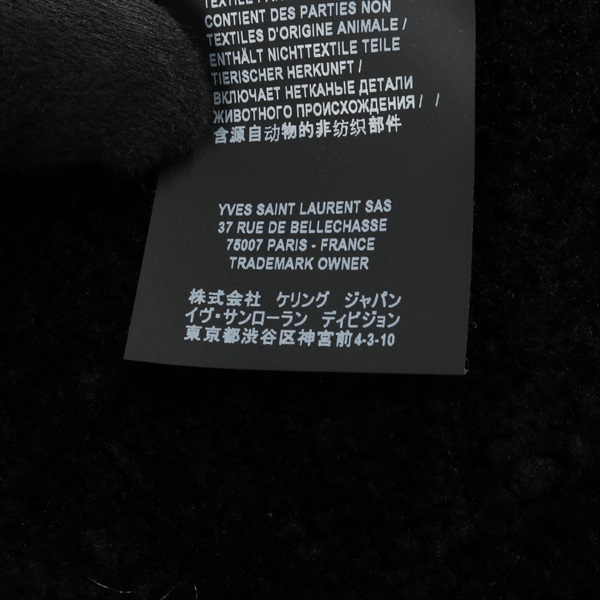 CONTIENT DES PARTIES NON
TEXTILES D'ORIGINE ANIMALE /
ENTHÄLT NICHTTEXTILE TEILE
TIERISCHER HERKUNFT /
ВКЛЮЧАЕТ НЕТКАНЫЕ ДЕТАЛИ
ЖИВОТНОГО ПРОИСХОЖДЕНИЯ / /
含源自动物的非纺织部件
YVES SAINT LAURENT SAS
37 RUE DE BELLECHASSE
75007 PARIS - FRANCE
TRADEMARK OWNER
株式会社 ケリング ジャパン
イヴ・サンローラン ディビジョン
東京都渋谷区神宮前4-3-10